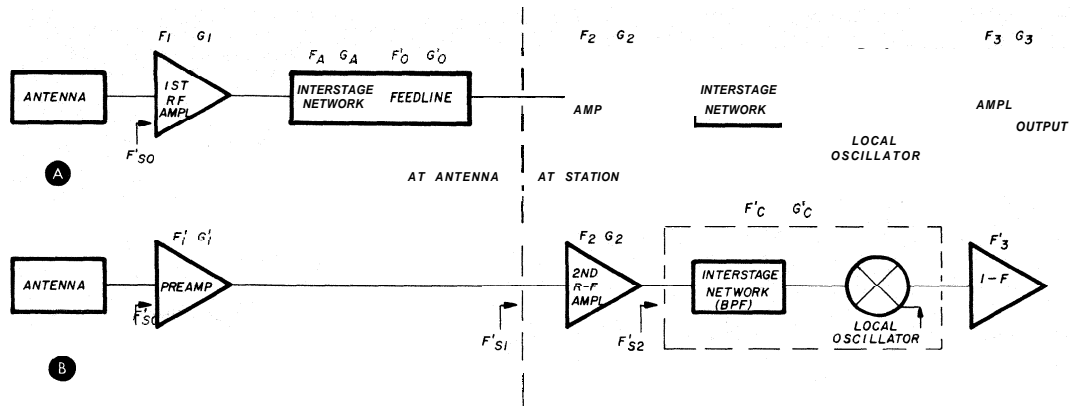 F1 G1
FA GA F'O G'O
F2 G2
F3 G3
ANTENNA
1ST
RF
AMPL
INTERSTAGE
NETWORK
FEEDLINE
AMP
INTERSTAGE
NETWORK
AMPL
OUTPUT
F'SO
LOCAL
OSCILLATOR
A
AT ANTENNA
AT STATION
F'C G'C
F'1 G'1
F2 G2
F'3
ANTENNA
PREAMP
2ND
R-F
AMPL
INTERSTAGE
NETWORK
(BPF)
I-F
F'SO
F'S1
F'S2
LOCAL
OSCILLATOR
B